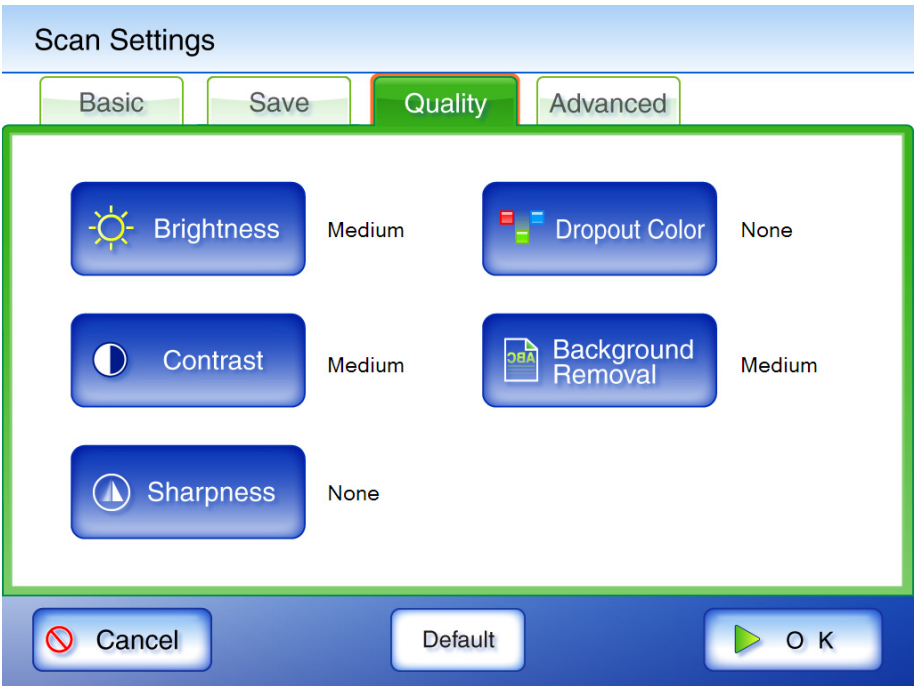 Scan Settings
Basic Save Quality Advanced
Brightness Medium Dropout Color None
Contrast Medium Background Removal Medium
Sharpness None
Cancel Default O K